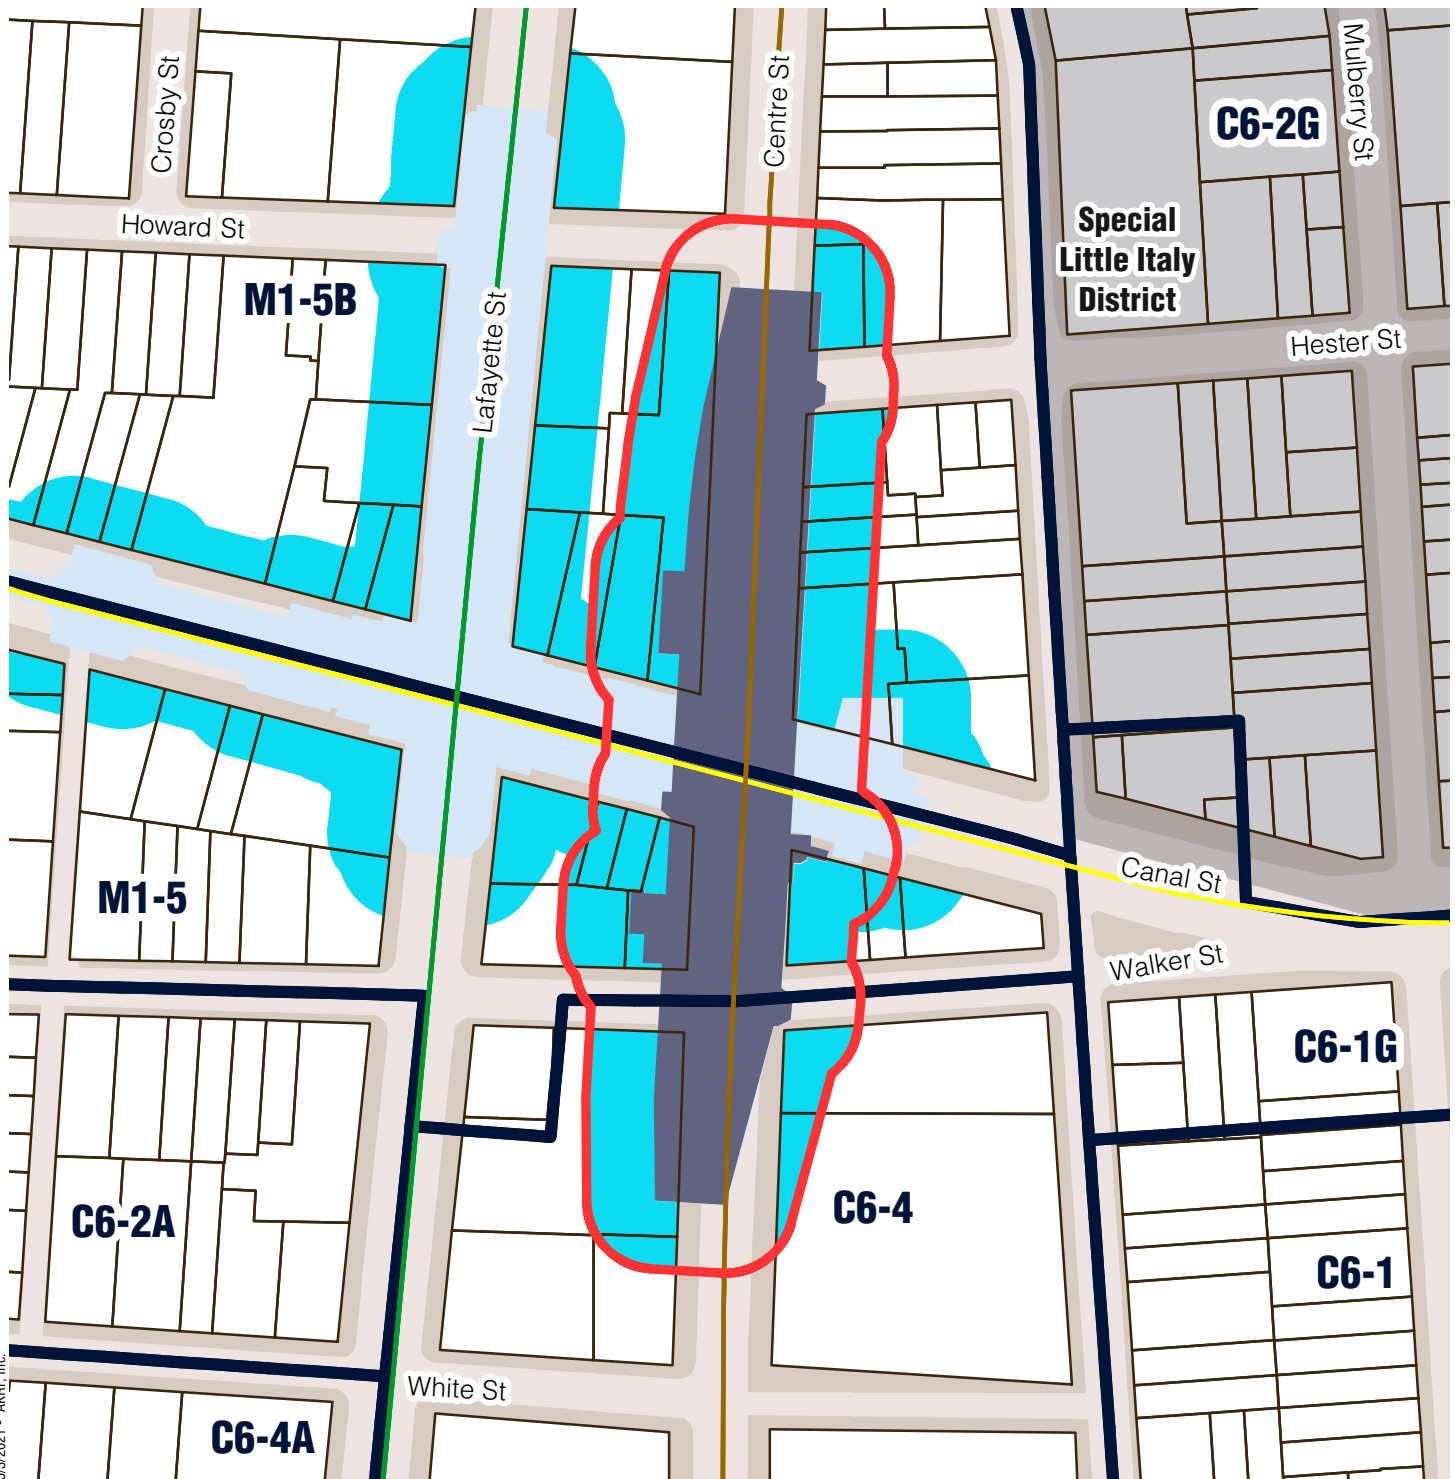 Crosby St
Centre St
Mulberry St
C6-2G
Howard St
Special
Little Italy
District
M1-5B
Lafayette St
Hester St
Canal St
M1-5
Walker St
C6-1G
C6-2A
C6-4
C6-1
White St
C6-4A
AKRF, Inc.